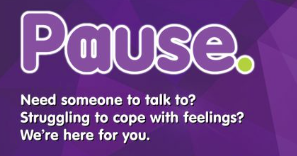 Pause.
Need someone to talk to?
Struggling to cope with feelings?
We're here for you.